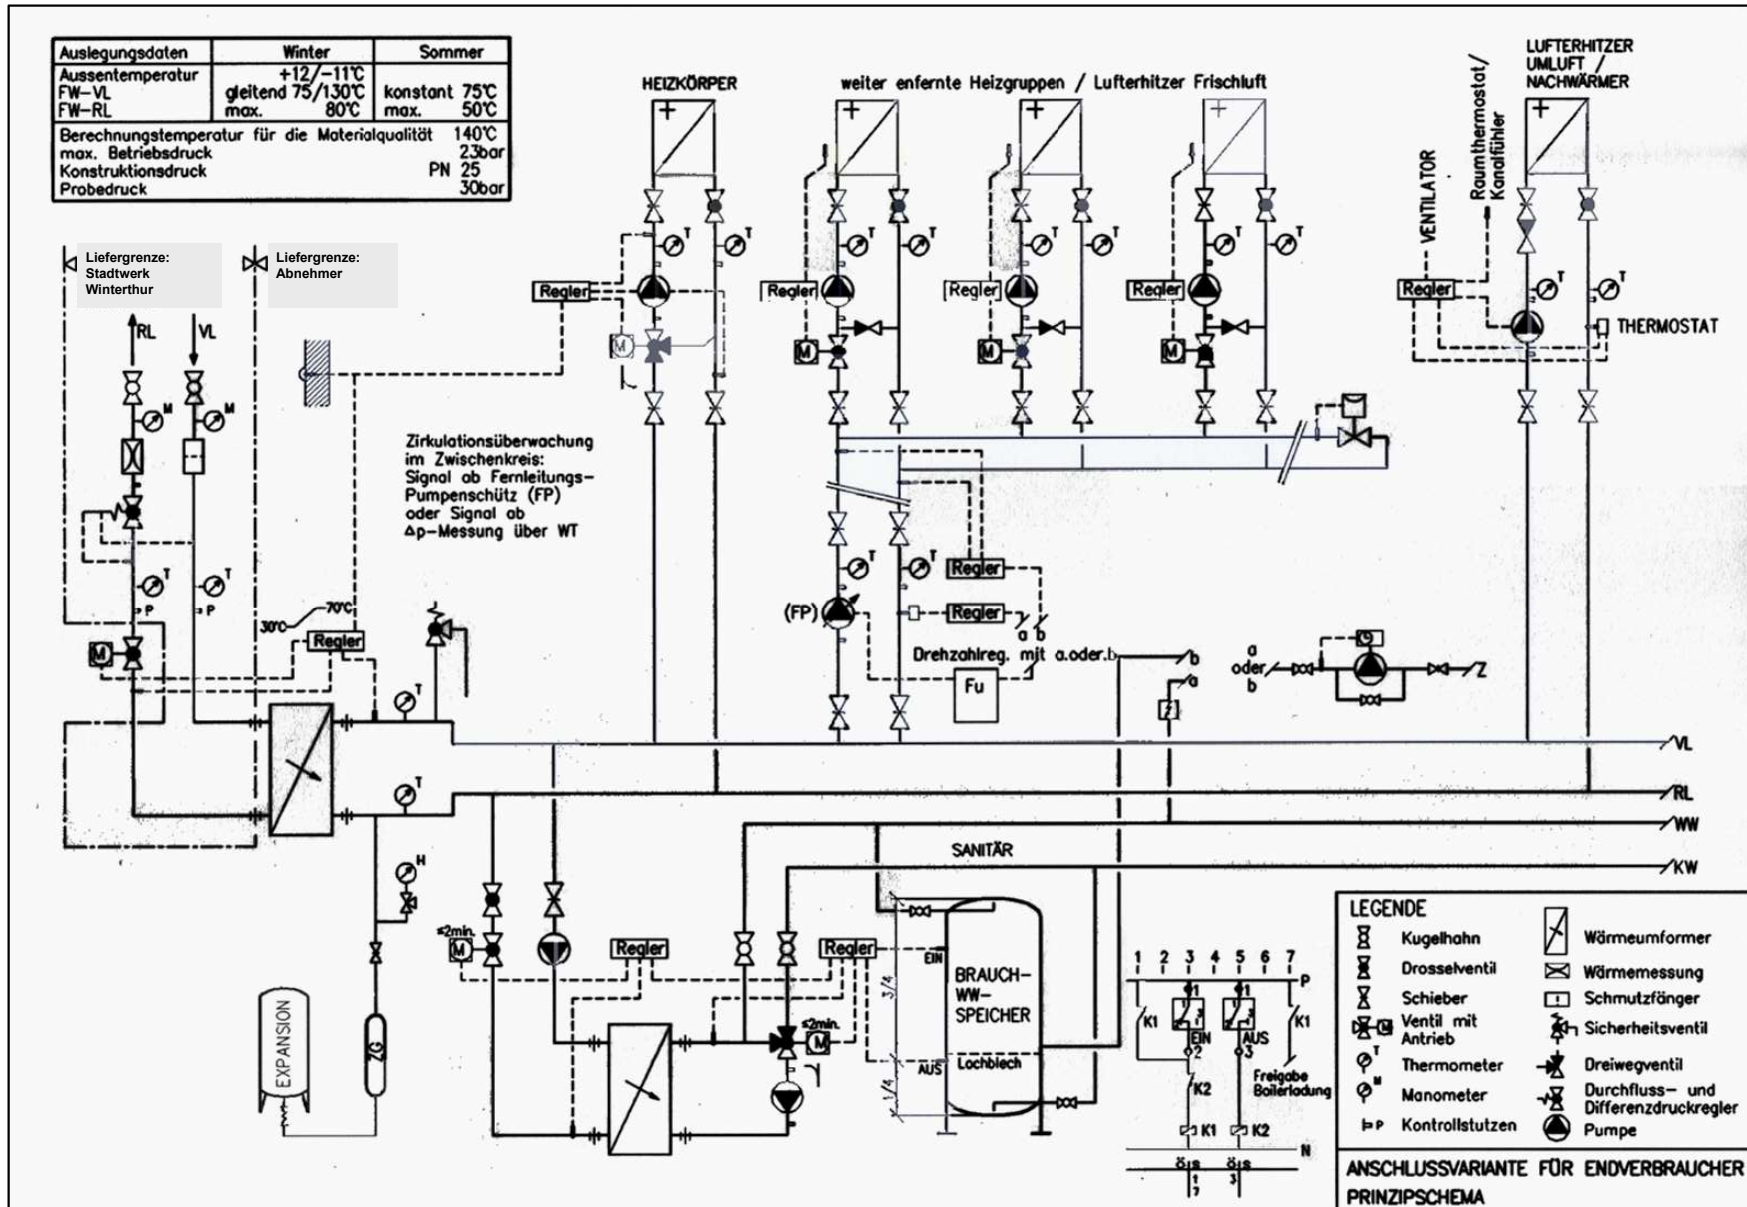 Auslegungsdaten Winter Sommer
Aussentemperatur +12/-11°C
FW-VL gleitend 75/130°C konstant 75°C
FW-RL max. 80°C max. 50°C
Berechnungstemperatur für die Materialqualität 140°C
max. Betriebsdruck 23bar
Konstruktionsdruck PN 25
Probedruck 30bar
HEIZKÖRPER
weiter enfernte Heizgruppen / Lufterhitzer Frischluft
LUFTERHITZER
UMLUFT /
NACHWÄRMER
VENTILATOR
Raumthermostat/
Kanalfühler
Liefergrenze:
Stadtwerk
Winterthur
Liefergrenze:
Abnehmer
T T T T T T T T
Regler Regler Regler Regler Regler
T T
THERMOSTAT
RL VL
M M M M
M M
Zirkulationsüberwachung
im Zwischenkreis:
Signal ab Fernleitungs-
Pumpenschütz (FP)
oder Signal ab
Δp-Messung über WT
T T
P P
30°C 70°C
Regler
M
T T
Regler
(FP)
Regler
a b
Drehzahlreg. mit a.oder.b
Fu
b
a
a
oder
b
Z
T
VL
T
RL
WW
SANITÄR
KW
H
≤2min.
M
Regler
Regler
EIN
3/4
BRAUCH-
WW-
SPEICHER
≤2min.
M
AUS
Lochblech
1/4
EXPANSION
ZG
1 2 3 4 5 6 7
P
1 1
K1 K1
EIN AUS
2 3
K2
Freigabe
Boilerladung
K1 K2
N
Ö S Ö S
1 3
7
LEGENDE
Kugelhahn
Drosselventil
Schieber
M Ventil mit
Antrieb
T Thermometer
M Manometer
P Kontrollstutzen
Wärmeumformer
Wärmemessung
Schmutzfänger
Sicherheitsventil
Dreiwegventil
Durchfluss- und
Differenzdruckregler
Pumpe
ANSCHLUSSVARIANTE FÜR ENDVERBRAUCHER
PRINZIPSCHEMA